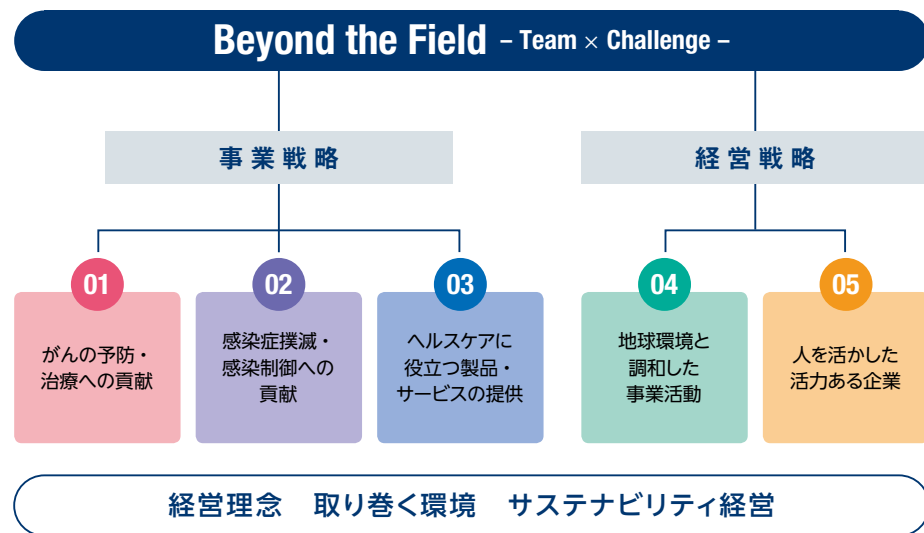 Beyond the Field – Team × Challenge –
事業戦略
経営戦略
01
がんの予防・
治療への貢献
02
感染症撲滅・
感染制御への
貢献
03
ヘルスケアに
役立つ製品・
サービスの提供
04
地球環境と
調和した
事業活動
05
人を活かした
活力ある企業
経営理念 取り巻く環境 サステナビリティ経営